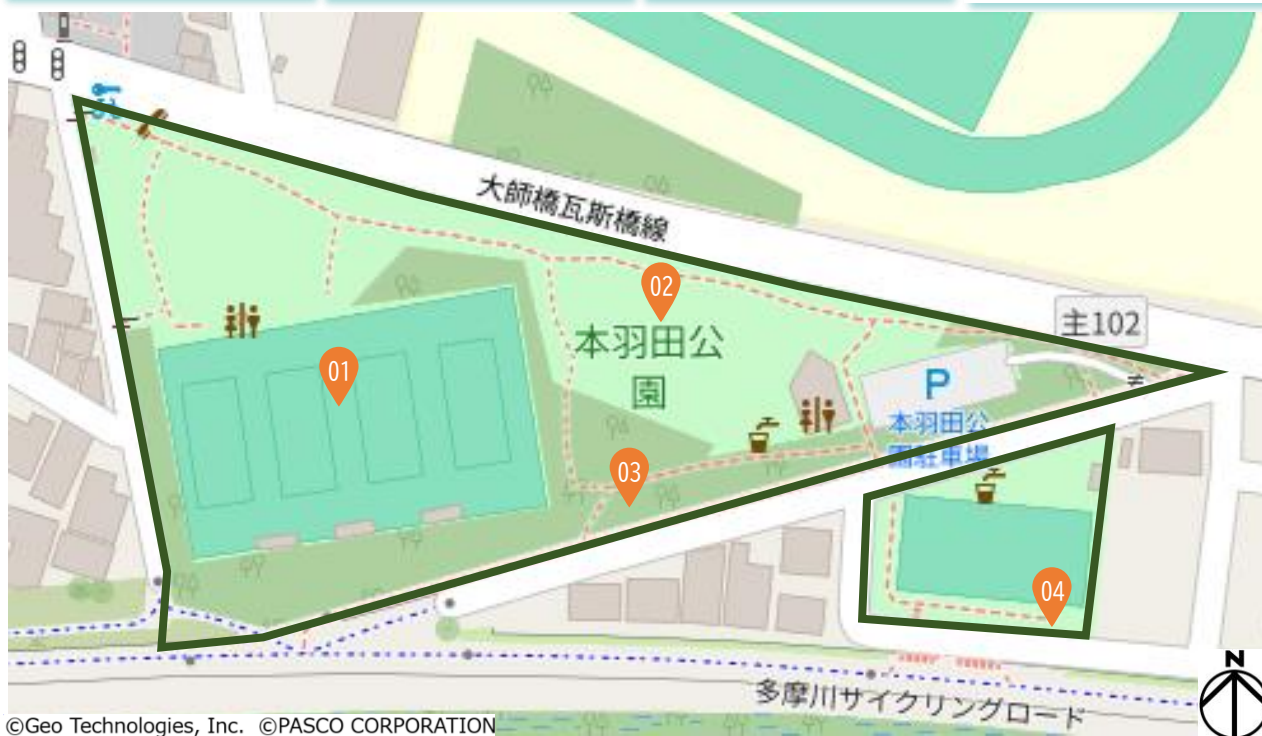 大師橋瓦斯橋線
02
主102
本羽田公
園
01
P
本羽田公
園駐車場
03
04
多摩川サイクリングロード
N
©Geo Technologies, Inc. ©PASCO CORPORATION